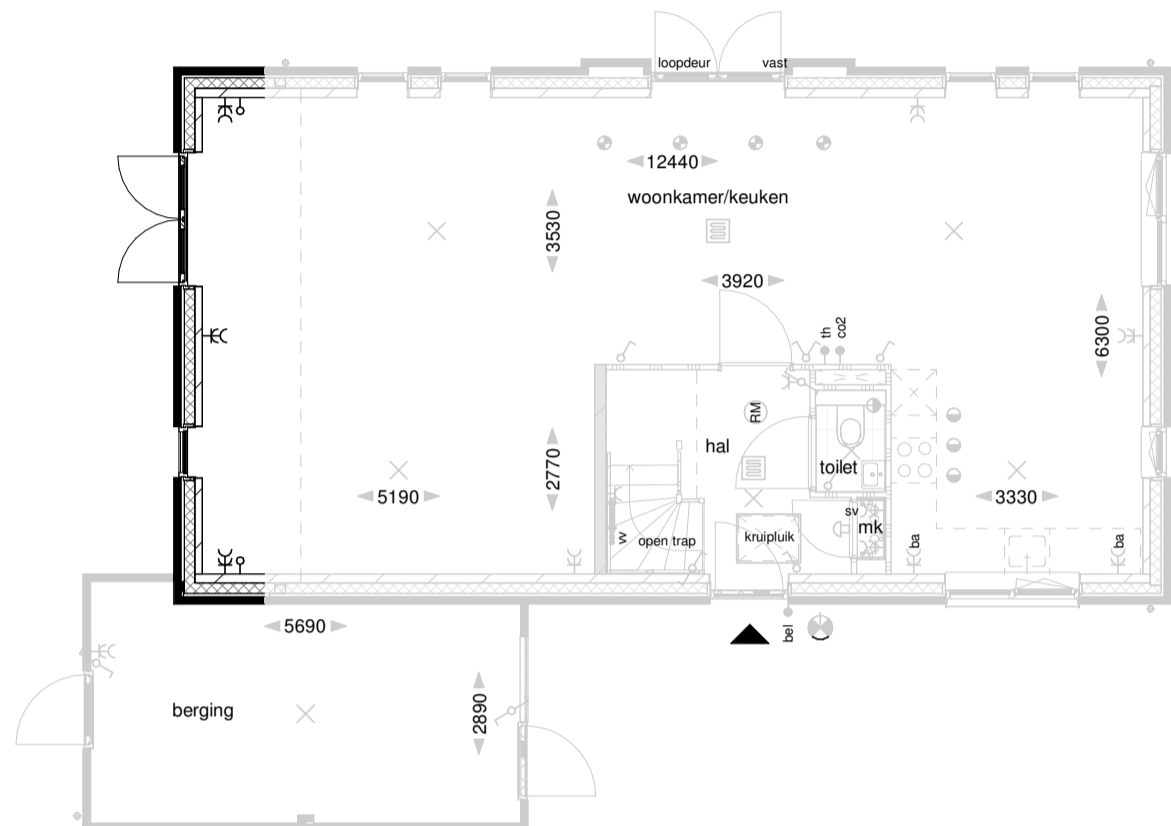 loopdeur vast
12440
woonkamer/keuken
3530
3920
th
co2
6300
RM
hal
2770
toilet
5190
3330
sv
mk
vv
open trap
kruipluik
ba
ba
5690
bel
berging
2890